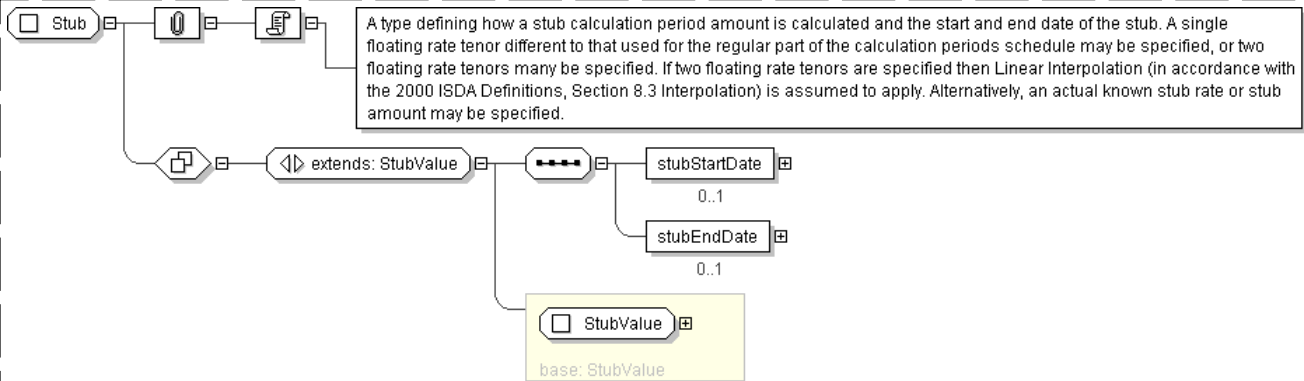 Stub
A type defining how a stub calculation period amount is calculated and the start and end date of the stub. A single
floating rate tenor different to that used for the regular part of the calculation periods schedule may be specified, or two
floating rate tenors many be specified. If two floating rate tenors are specified then Linear Interpolation (in accordance with
the 2000 ISDA Definitions, Section 8.3 Interpolation) is assumed to apply. Alternatively, an actual known stub rate or stub
amount may be specified.
extends: StubValue
stubStartDate
0..1
stubEndDate
0..1
StubValue
base: StubValue